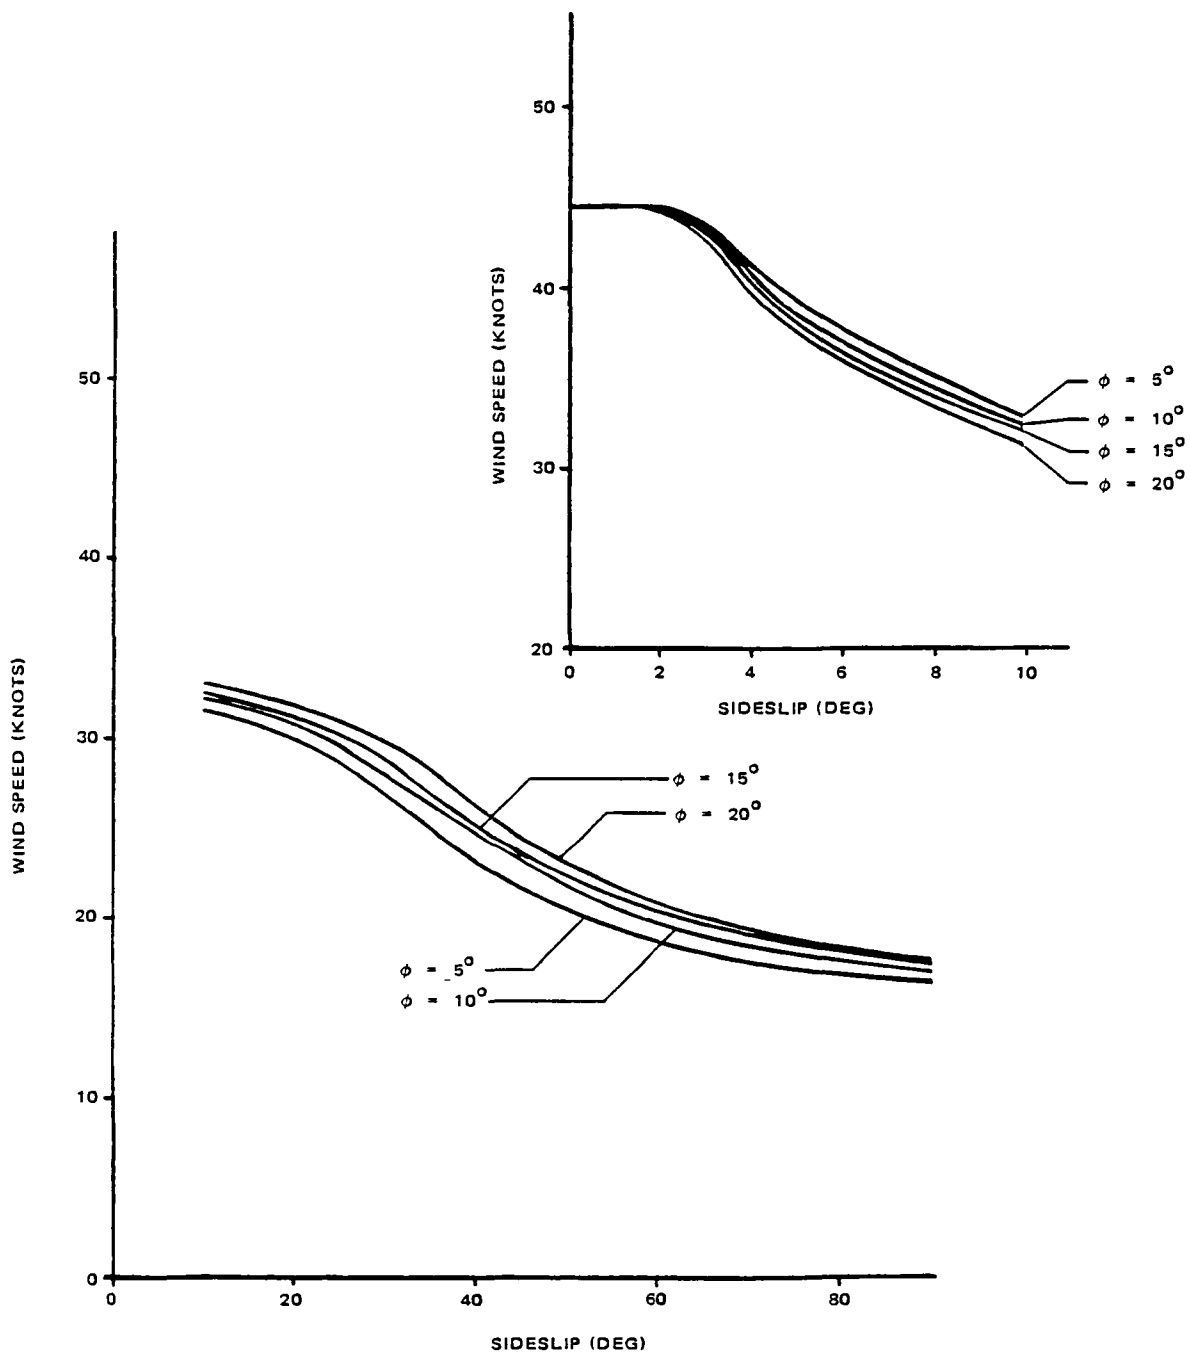 50
40
30
20
WIND SPEED (KNOTS)
0 2 4 6 8 10
SIDESLIP (DEG)
ϕ = 5°
ϕ = 10°
ϕ = 15°
ϕ = 20°
50
40
30
20
10
0
WIND SPEED (KNOTS)
ϕ = 15°
ϕ = 20°
ϕ = 5°
ϕ = 10°
0 20 40 60 80
SIDESLIP (DEG)